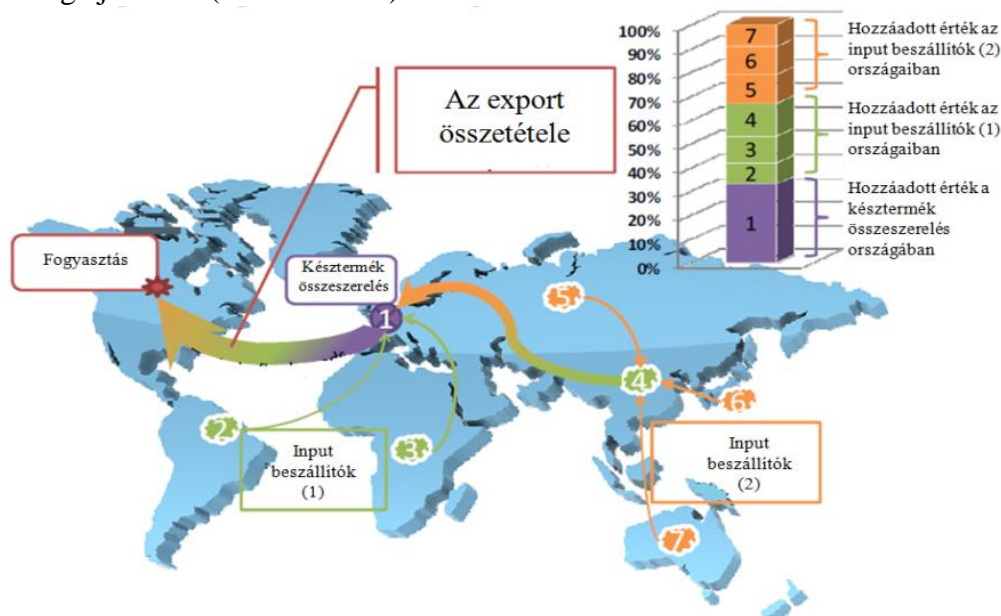 Az export
összetétele
100%
90%
80%
70%
60%
50%
40%
30%
20%
10%
0%
7
6
5
4
3
2
1
Hozzáadott érték az
input beszállítók (2)
országaiban
Hozzáadott érték az
input beszállítók (1)
országaiban
Hozzáadott érték a
késztermék
összeszerelés
országában
Fogyasztás
Késztermék
összeszerelés
1
5
4
6
2
3
7
Input
beszállítók
(1)
Input
beszállítók
(2)